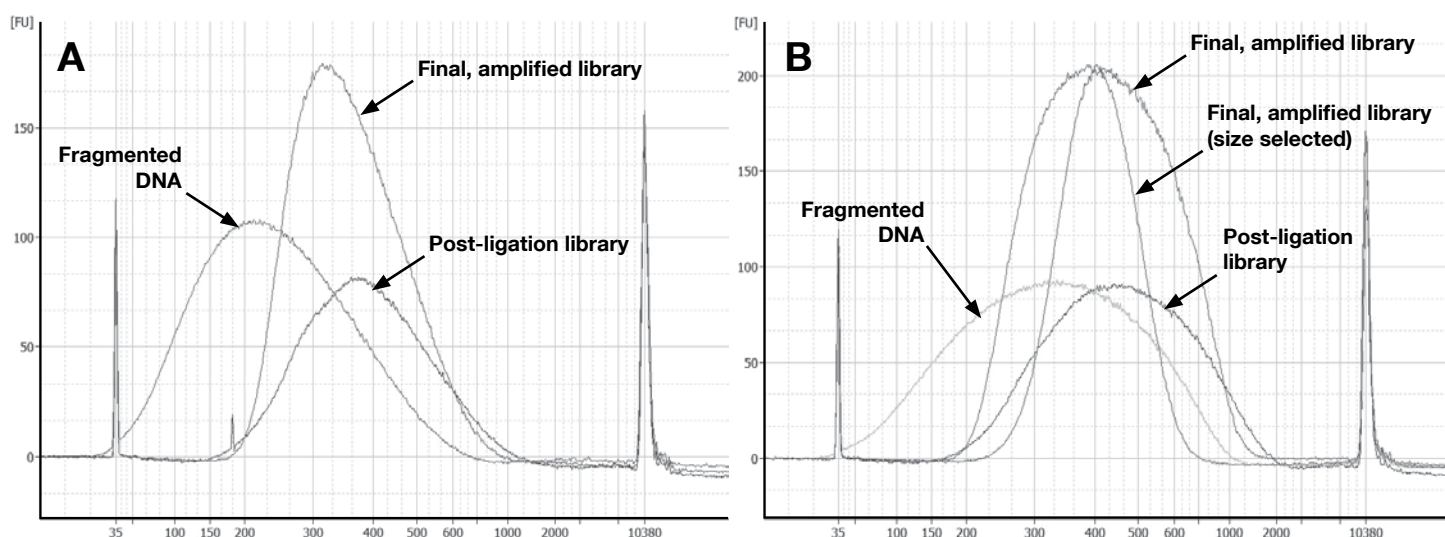 [FU]
A
Final, amplified library
Fragmented
DNA
Post-ligation library
150
100
50
0
35 100 150 200 300 400 500 600 1000 2000 10380
[FU]
B
Final, amplified library
Final, amplified library
(size selected)
Fragmented
DNA
Post-ligation
library
200
150
100
50
0
35 100 150 200 300 400 500 600 1000 2000 10380